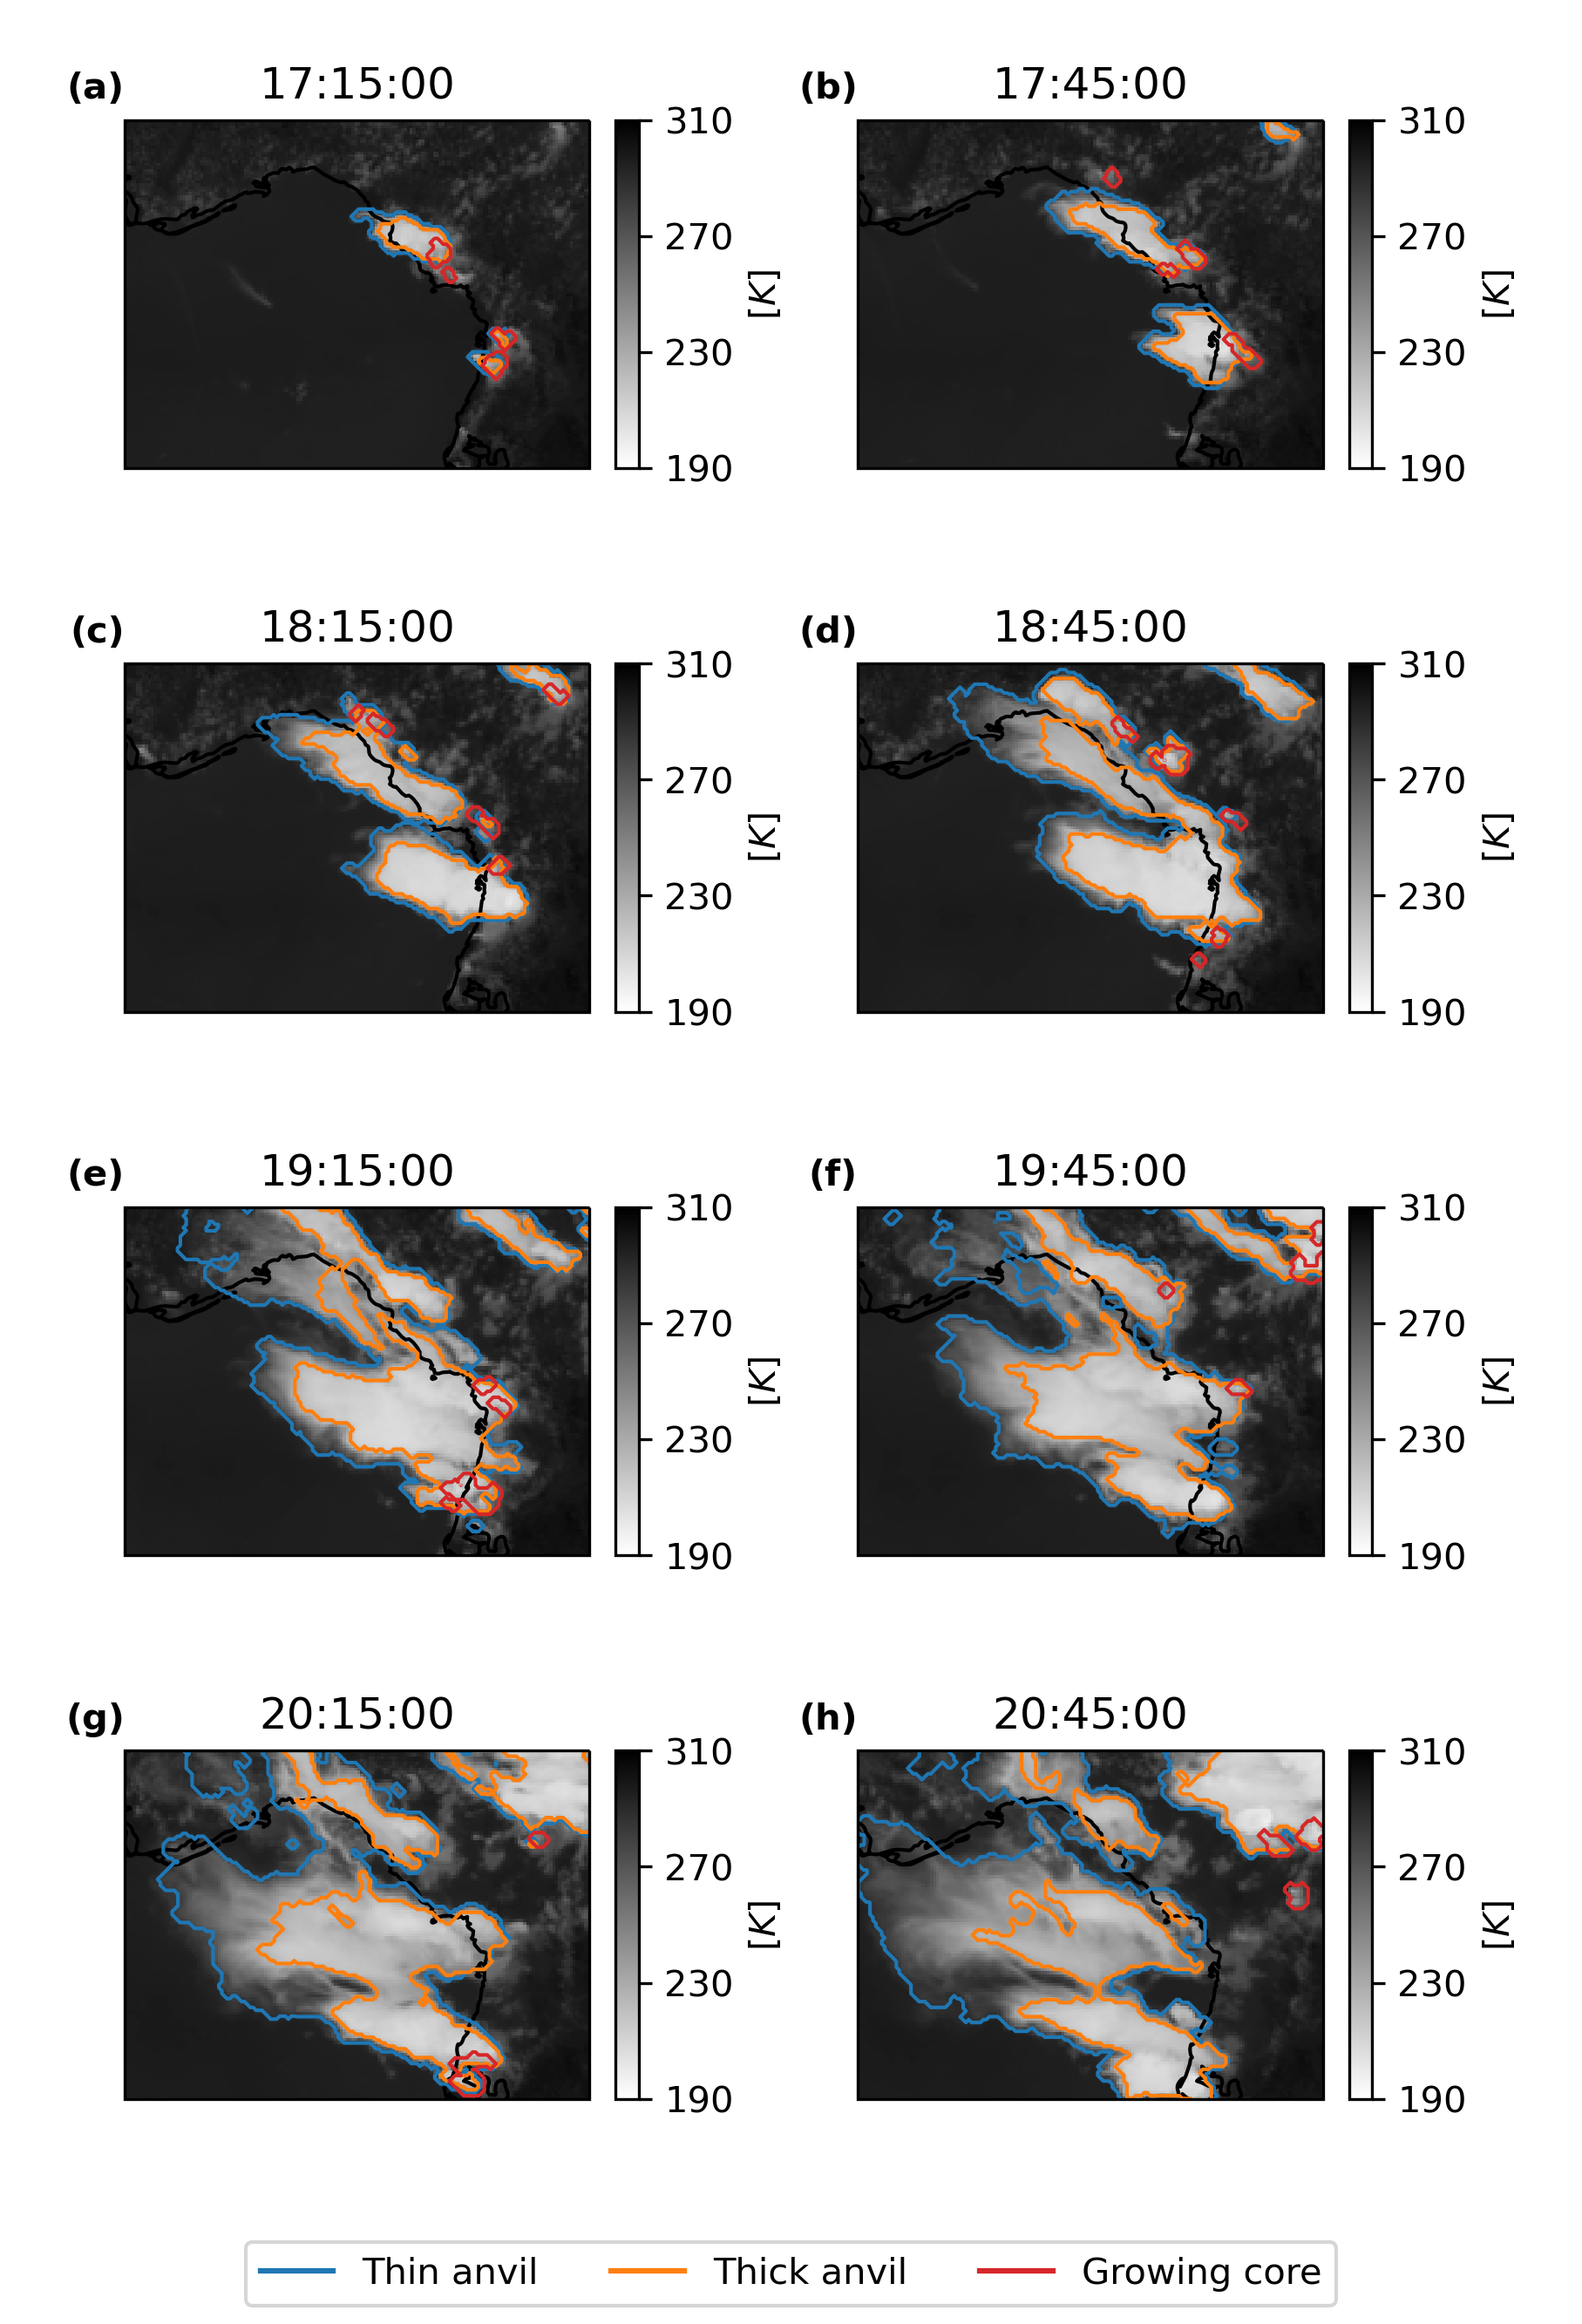 (a) 17:15:00
310
270
230
190
[K]
(b) 17:45:00
310
270
230
190
[K]
(c) 18:15:00
310
270
230
190
[K]
(d) 18:45:00
310
270
230
190
[K]
(e) 19:15:00
310
270
230
190
[K]
(f) 19:45:00
310
270
230
190
[K]
(g) 20:15:00
310
270
230
190
[K]
(h) 20:45:00
310
270
230
190
[K]
Thin anvil Thick anvil Growing core